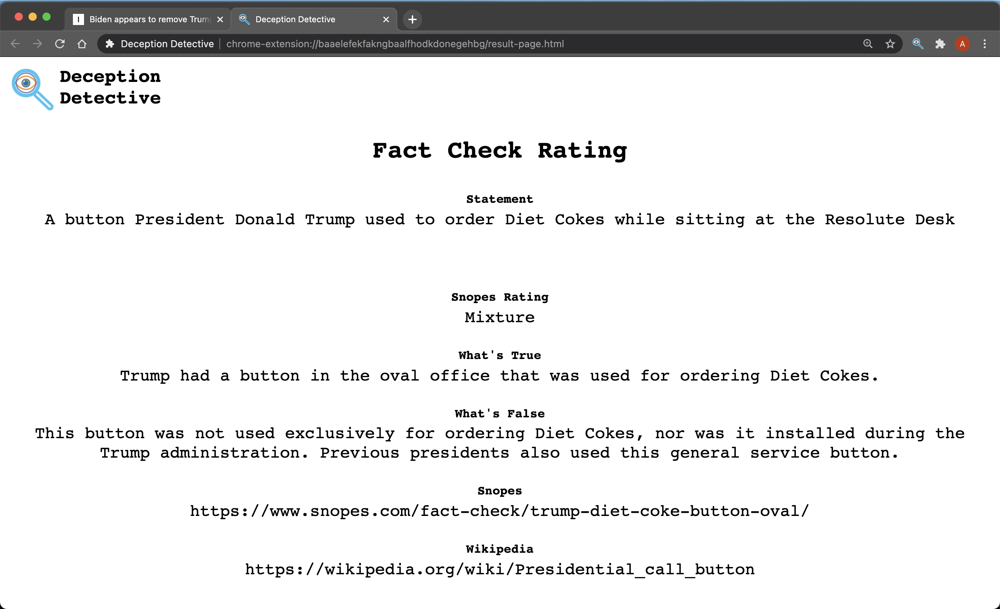 I
Biden appears to remove Trum
Deception Detective
Deception Detective
chrome-extension://baaelefekfakngbaalfhodkdonegehbg/result-page.html
A
Deception
Detective
Fact Check Rating
Statement
A button President Donald Trump used to order Diet Cokes while sitting at the Resolute Desk
Snopes Rating
Mixture
What's True
Trump had a button in the oval office that was used for ordering Diet Cokes.
What's False
This button was not used exclusively for ordering Diet Cokes, nor was it installed during the
Trump administration. Previous presidents also used this general service button.
Snopes
https://www.snopes.com/fact-check/trump-diet-coke-button-oval/
Wikipedia
https://wikipedia.org/wiki/Presidential_call_button